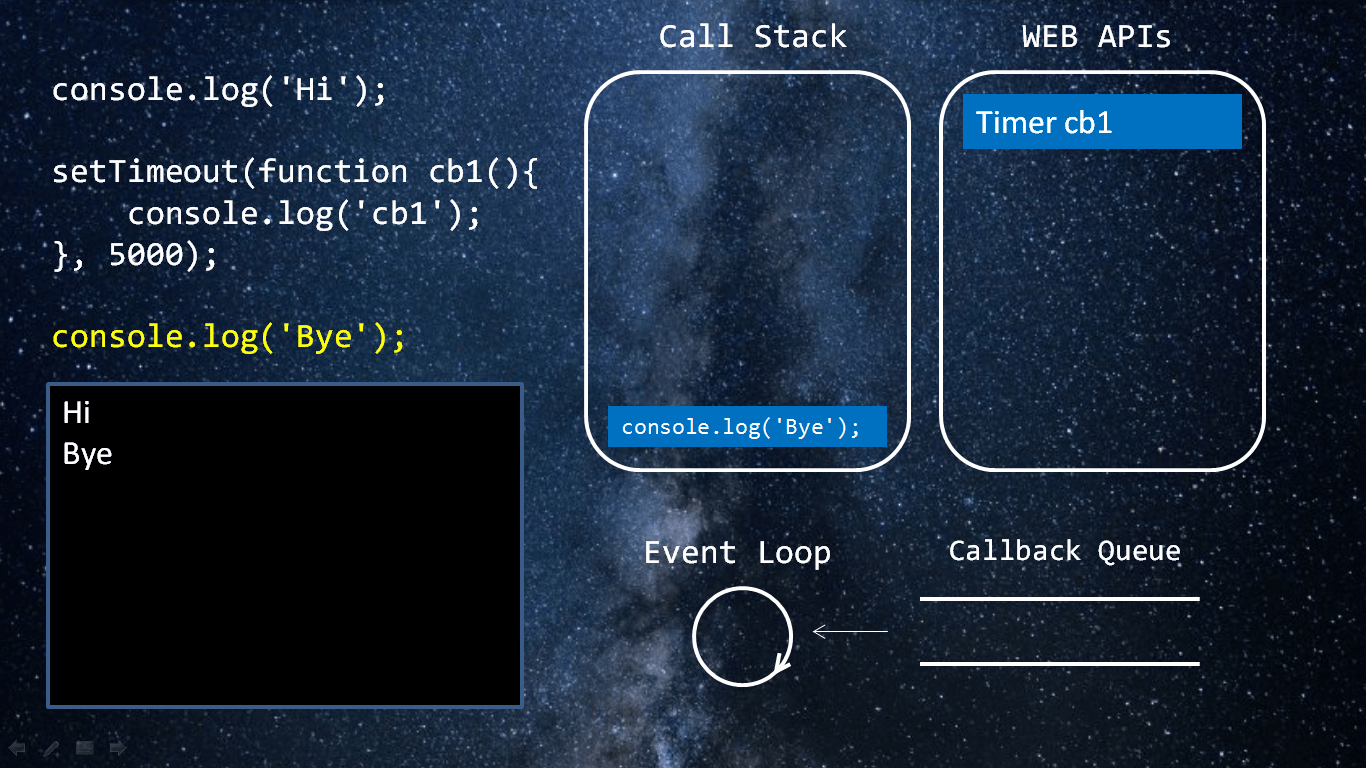 console.log('Hi');
setTimeout(function cb1(){
    console.log('cb1');
}, 5000);
console.log('Bye');
Hi
Bye
Call Stack
console.log('Bye');
WEB APIs
Timer cb1
Event Loop
Callback Queue